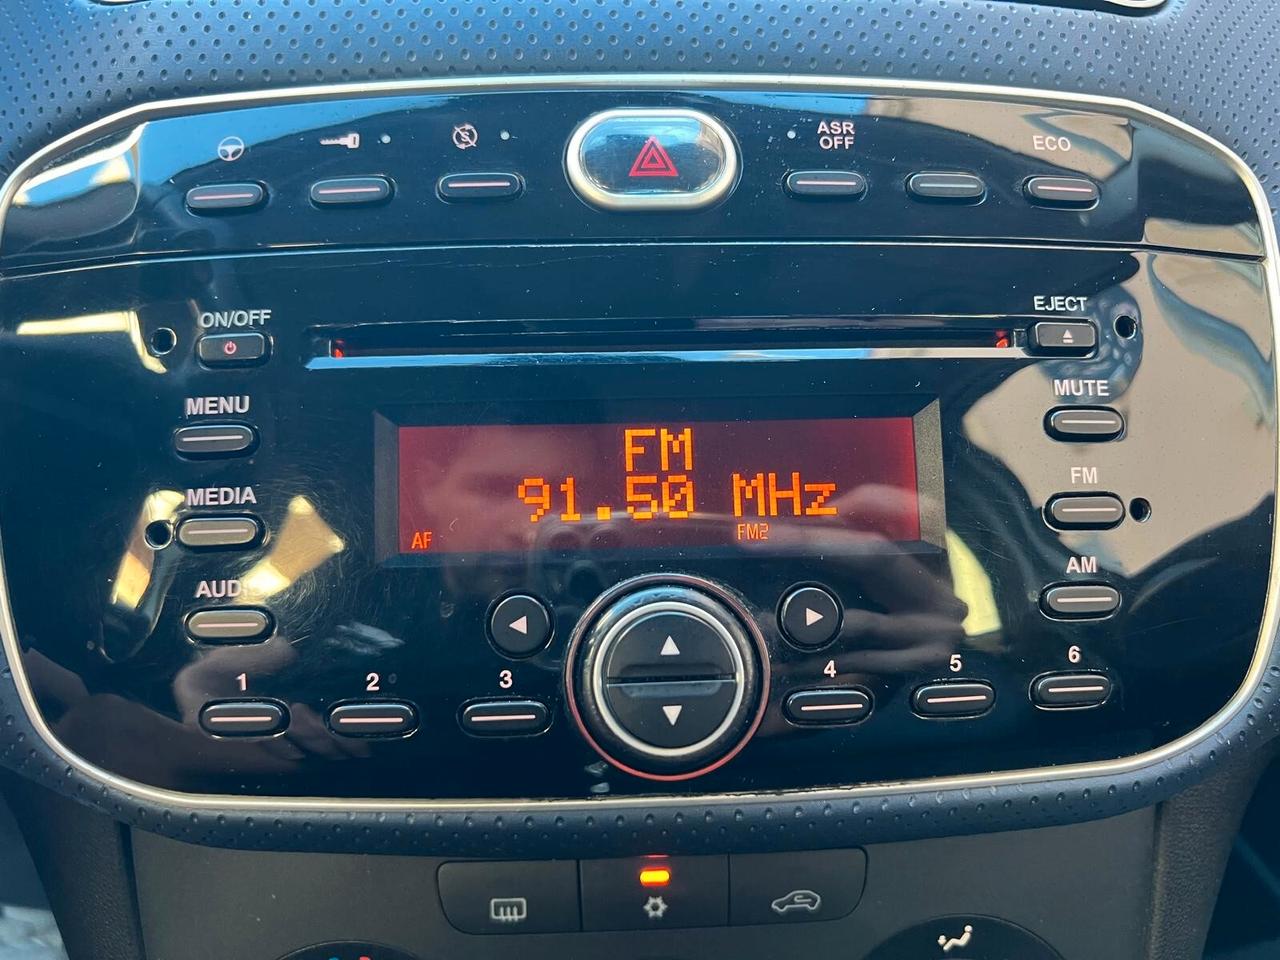 ASR
OFF
ECO
ON/OFF
EJECT
MENU
MUTE
FM
91.50 MHz
AF
FM2
MEDIA
FM
AUDIO
AM
1
2
3
4
5
6